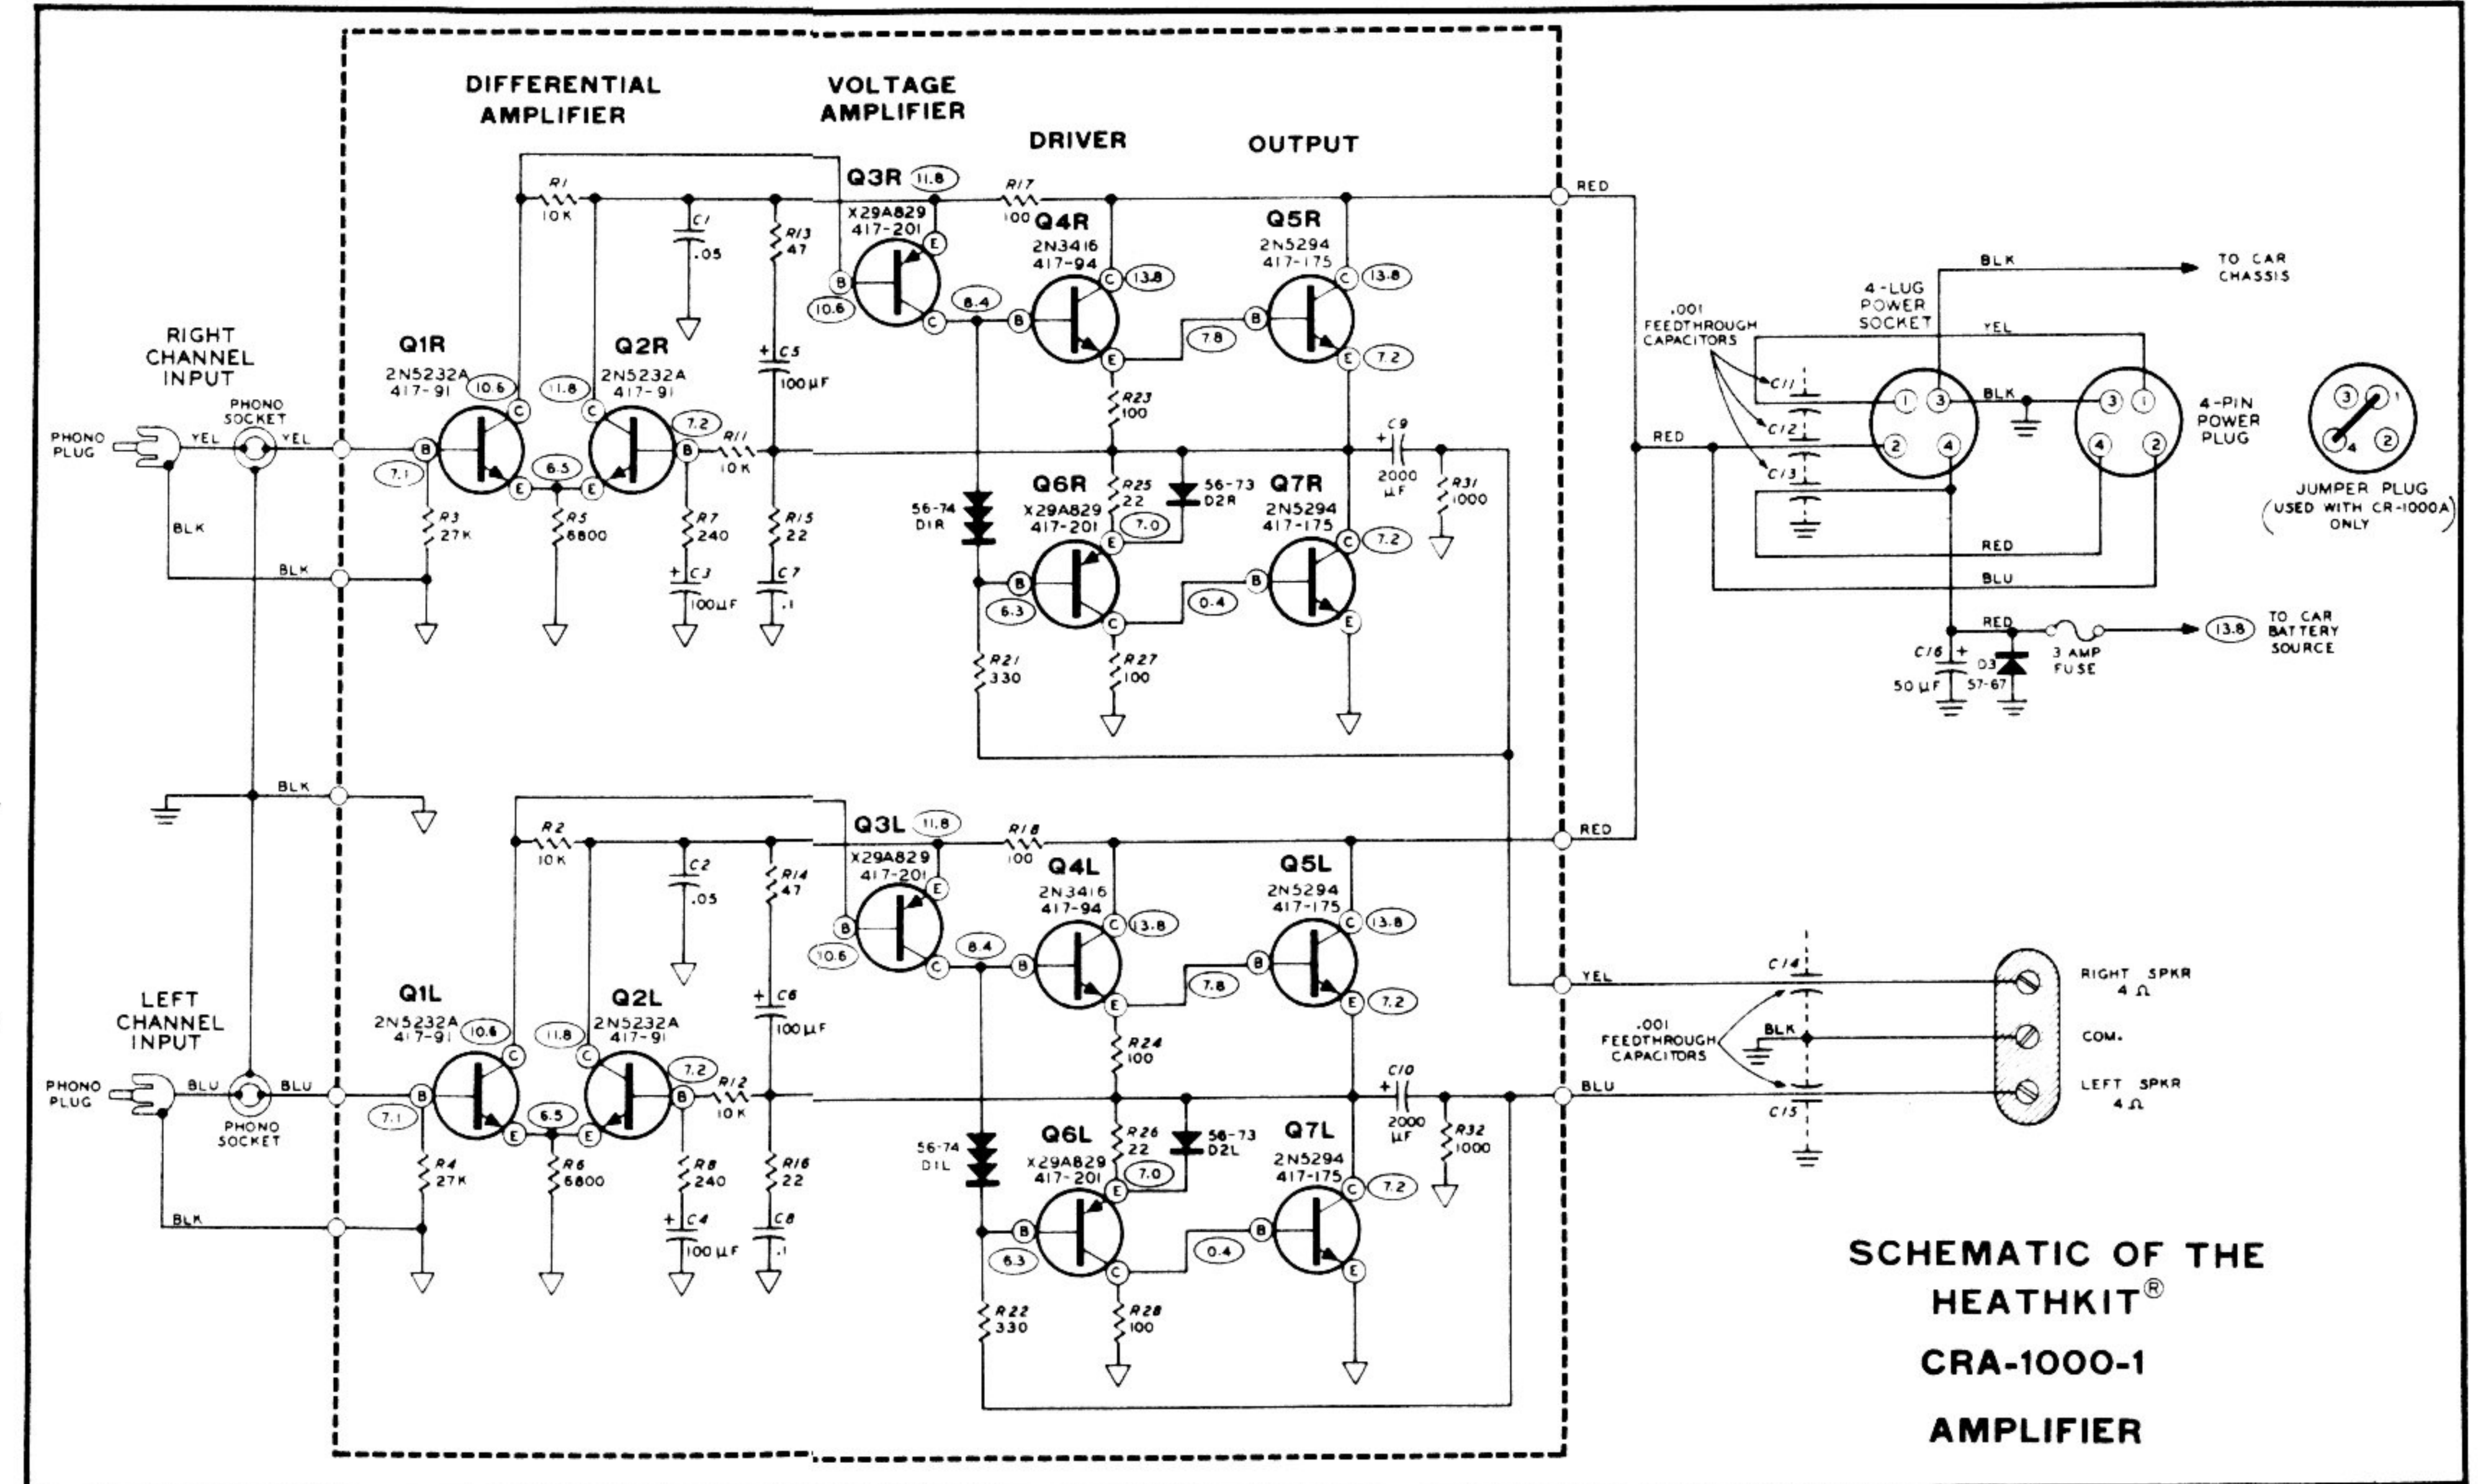 DIFFERENTIAL
AMPLIFIER
VOLTAGE
AMPLIFIER
DRIVER
OUTPUT
R1
10K
C1
.05
R13
47
Q3R
11.8
X29A829
417-201
E
B
10.6
C
8.4
R17
100
Q4R
2N3416
417-94
B
C
13.8
E
7.8
Q5R
2N5294
417-175
B
C
13.8
E
7.2
RED
RIGHT
CHANNEL
INPUT
PHONO
SOCKET
PHONO
PLUG
YEL
YEL
BLK
BLK
Q1R
2N5232A
417-91
10.6
C
B
7.1
E
6.5
R3
27K
R5
6800
Q2R
2N5232A
417-91
11.8
C
7.2
B
E
R11
10K
R7
240
+ C3
100µF
+ C5
100µF
R15
22
C7
.1
R23
100
56-74
D1R
Q6R
X29A829
417-201
R25
22
7.0
56-73
D2R
E
B
6.3
C
0.4
R21
330
R27
100
Q7R
2N5294
417-175
C
7.2
B
E
C9
+
2000
µF
R31
1000
RED
.001
FEEDTHROUGH
CAPACITORS
C11
C12
C13
4-LUG
POWER
SOCKET
1
3
2
4
BLK
TO CAR
CHASSIS
YEL
BLK
3
1
4
2
4-PIN
POWER
PLUG
3
1
4
2
JUMPER PLUG
(USED WITH CR-1000A
ONLY)
RED
BLU
RED
C16 +
50µF
D3
57-67
3 AMP
FUSE
13.8
TO CAR
BATTERY
SOURCE
BLK
R2
10K
C2
.05
R14
47
Q3L
11.8
X29A829
417-201
E
B
10.6
C
8.4
R18
100
Q4L
2N3416
417-94
B
C
13.8
E
7.8
Q5L
2N5294
417-175
B
C
13.8
E
7.2
RED
LEFT
CHANNEL
INPUT
PHONO
PLUG
BLU
BLU
PHONO
SOCKET
BLK
Q1L
2N5232A
417-91
10.6
C
B
7.1
E
6.5
R4
27K
R6
6800
Q2L
2N5232A
417-91
11.8
C
7.2
B
E
R12
10K
R8
240
+ C4
100µF
+ C6
100µF
R16
22
C8
.1
R24
100
56-74
D1L
Q6L
X29A829
417-201
R26
22
7.0
56-73
D2L
E
B
6.3
C
0.4
R22
330
R28
100
Q7L
2N5294
417-175
C
7.2
B
E
C10
+
2000
µF
R32
1000
YEL
BLU
C14
.001
FEEDTHROUGH
CAPACITORS
BLK
C15
RIGHT SPKR
4 Ω
COM.
LEFT SPKR
4 Ω
SCHEMATIC OF THE
HEATHKIT®
CRA-1000-1
AMPLIFIER